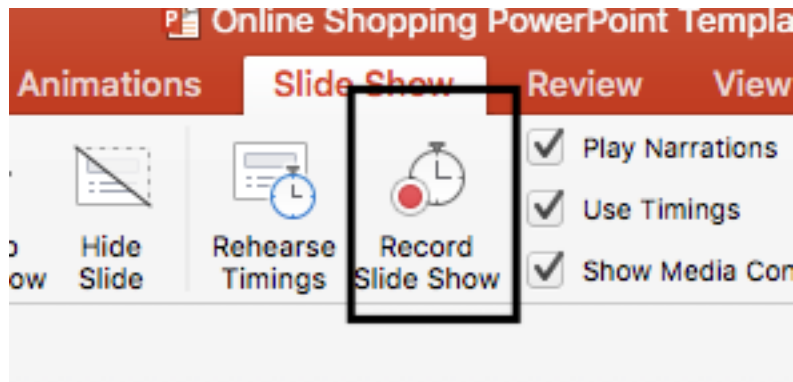 Online Shopping PowerPoint Templa
Animations Slide Show Review View
Hide Slide
Rehearse Timings
Record Slide Show
Play Narrations
Use Timings
Show Media Con